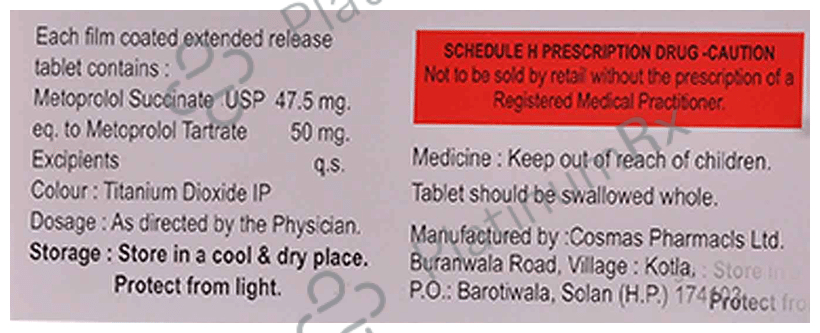 Each film coated extended release
tablet contains :
Metoprolol Succinate USP 47.5 mg.
eq. to Metoprolol Tartrate 50 mg.
Excipients q.s.
Colour : Titanium Dioxide IP
Dosage : As directed by the Physician.
Storage : Store in a cool & dry place.
Protect from light.
SCHEDULE H PRESCRIPTION DRUG -CAUTION
Not to be sold by retail without the prescription of a
Registered Medical Practitioner.
Medicine : Keep out of reach of children.
Tablet should be swallowed whole.
Manufactured by :Cosmas Pharmacls Ltd.
Buranwala Road, Village : Kotla,
P.O.: Barotiwala, Solan (H.P.) 174103
: Store in
Protect fro
PlatinumRx